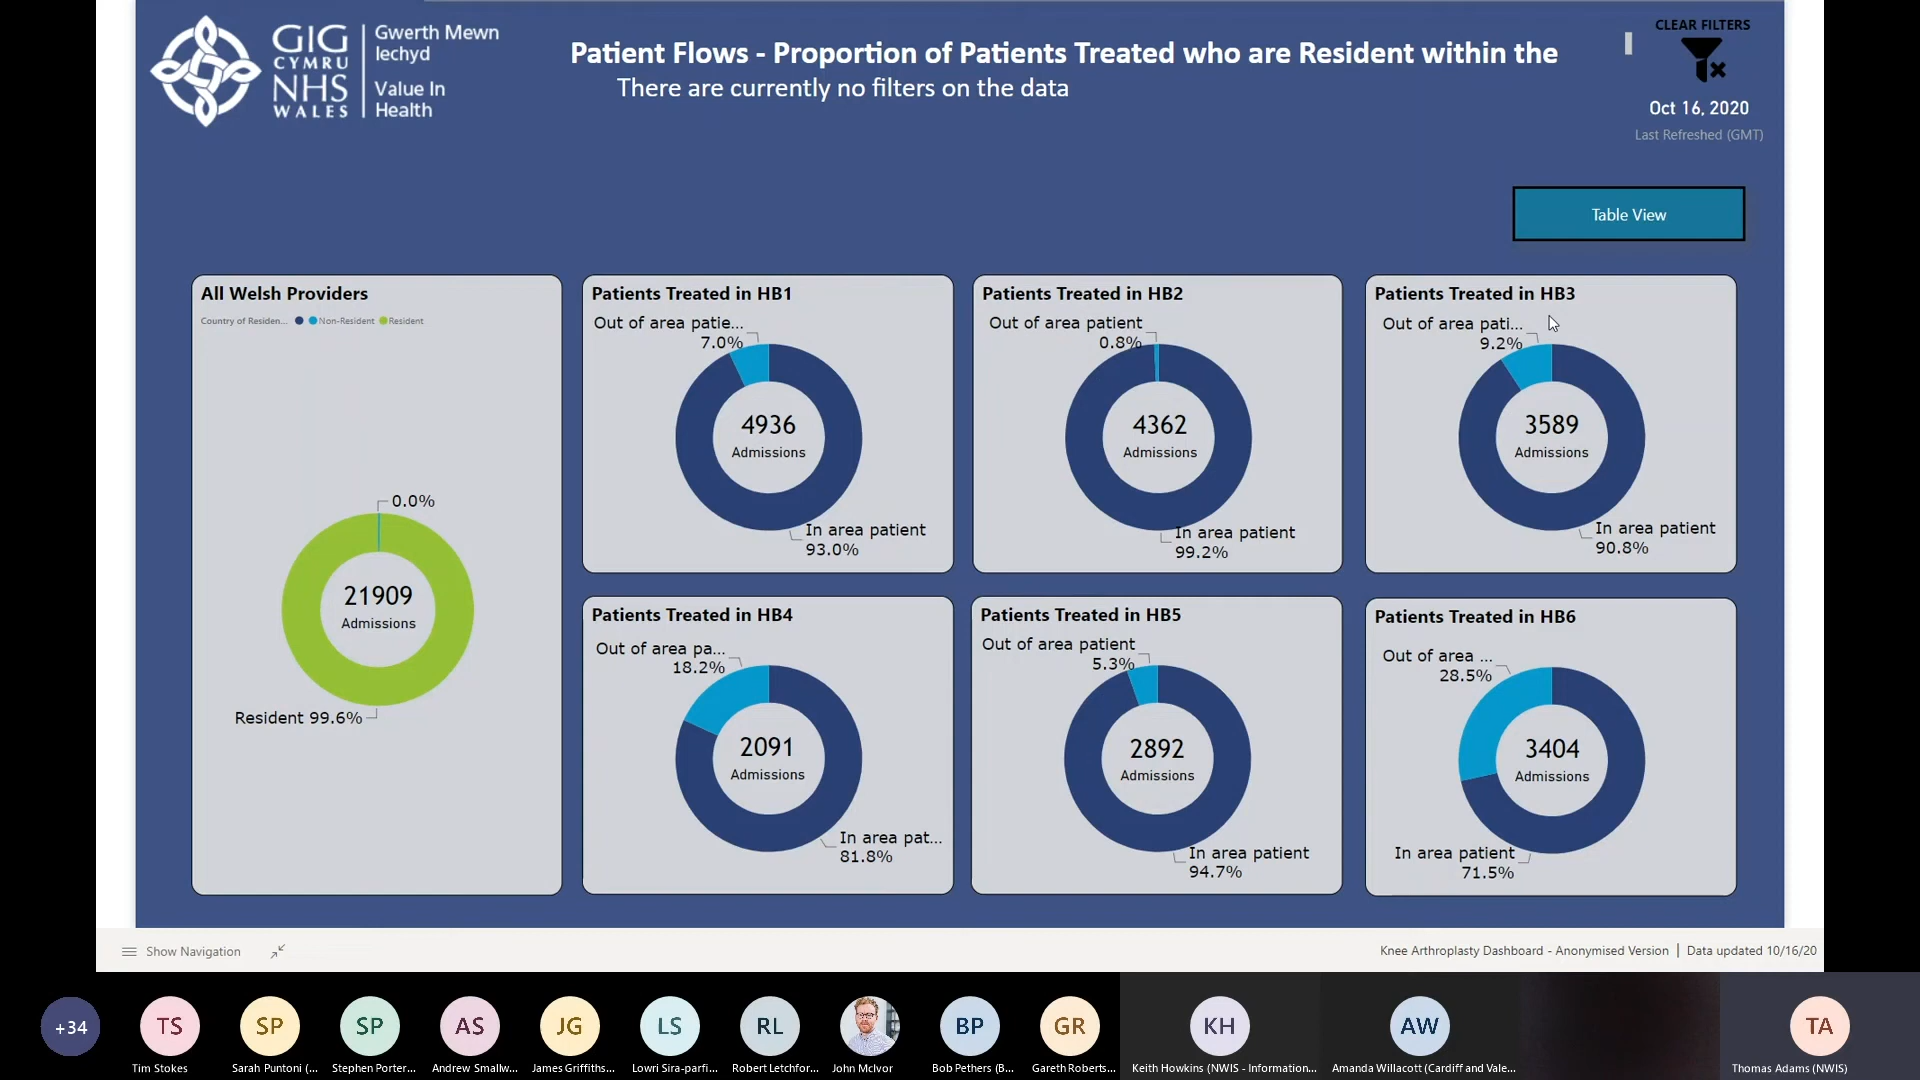 GIG
CYMRU
NHS
WALES
Gwerth Mewn
Iechyd
Value In
Health
Patient Flows - Proportion of Patients Treated who are Resident within the
There are currently no filters on the data
CLEAR FILTERS
Oct 16, 2020
Last Refreshed (GMT)
Table View
All Welsh Providers
Country of Residen... Non-Resident Resident
0.0%
21909
Admissions
Resident 99.6%
Patients Treated in HB1
Out of area patie...
7.0%
4936
Admissions
In area patient
93.0%
Patients Treated in HB2
Out of area patient
0.8%
4362
Admissions
In area patient
99.2%
Patients Treated in HB3
Out of area pati...
9.2%
3589
Admissions
In area patient
90.8%
Patients Treated in HB4
Out of area pa...
18.2%
2091
Admissions
In area pat...
81.8%
Patients Treated in HB5
Out of area patient
5.3%
2892
Admissions
In area patient
94.7%
Patients Treated in HB6
Out of area ...
28.5%
3404
Admissions
In area patient
71.5%
Show Navigation
Knee Arthroplasty Dashboard - Anonymised Version | Data updated 10/16/20
+34
TS
SP
SP
AS
JG
LS
RL
BP
GR
KH
AW
TA
Tim Stokes
Sarah Puntoni (...
Stephen Porter...
Andrew Smallw...
James Griffiths...
Lowri Sira-parfi...
Robert Letchfor...
John McIvor
Bob Pethers (B...
Gareth Roberts...
Keith Howkins (NWIS - Information...
Amanda Willacott (Cardiff and Vale...
Thomas Adams (NWIS)